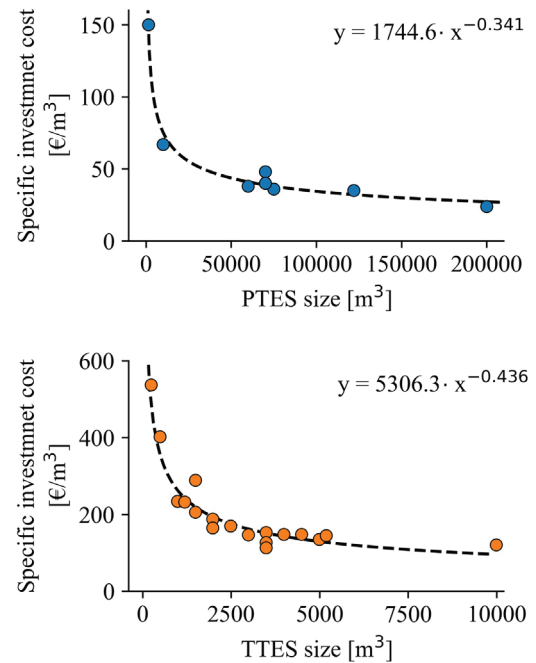 Specific investmnet cost
[€/m³]
150
100
50
0
y = 1744.6· x^−0.341
0 50000 100000 150000 200000
PTES size [m³]
Specific investmnet cost
[€/m³]
600
400
200
0
y = 5306.3· x^−0.436
0 2500 5000 7500 10000
TTES size [m³]